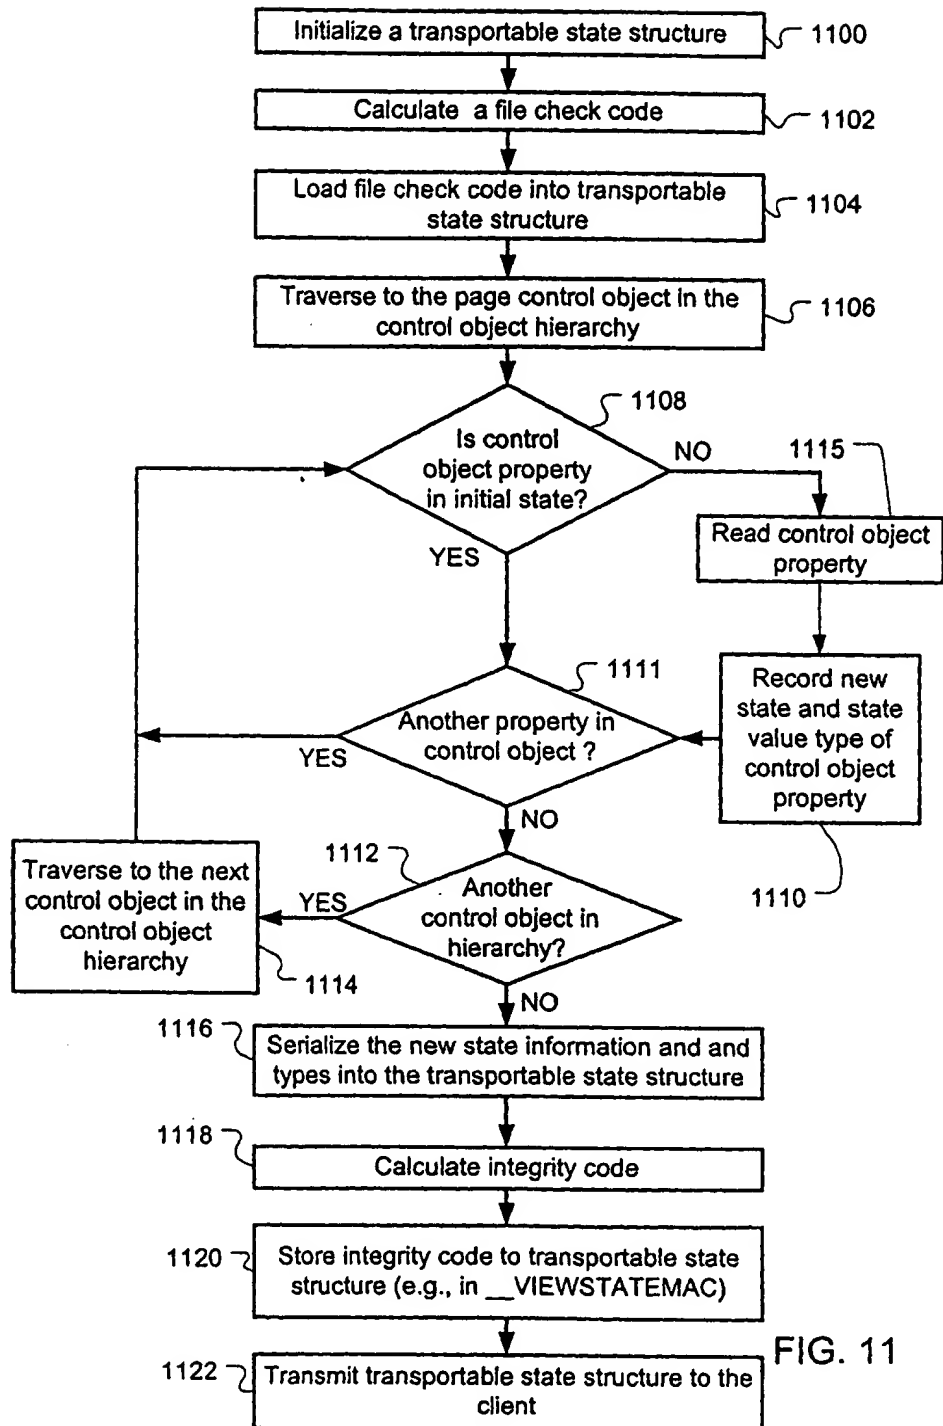 Initialize a transportable state structure
1100
Calculate a file check code
1102
Load file check code into transportable
state structure
1104
Traverse to the page control object in the
control object hierarchy
1106
1108
Is control
object property
in initial state?
NO
YES
1115
Read control object
property
1111
Another property in
control object ?
YES
NO
Record new
state and state
value type of
control object
property
1110
1112
Another
control object in
hierarchy?
YES
NO
Traverse to the next
control object in the
control object
hierarchy
1114
1116
Serialize the new state information and and
types into the transportable state structure
1118
Calculate integrity code
1120
Store integrity code to transportable state
structure (e.g., in __VIEWSTATEMAC)
1122
Transmit transportable state structure to the
client
FIG. 11